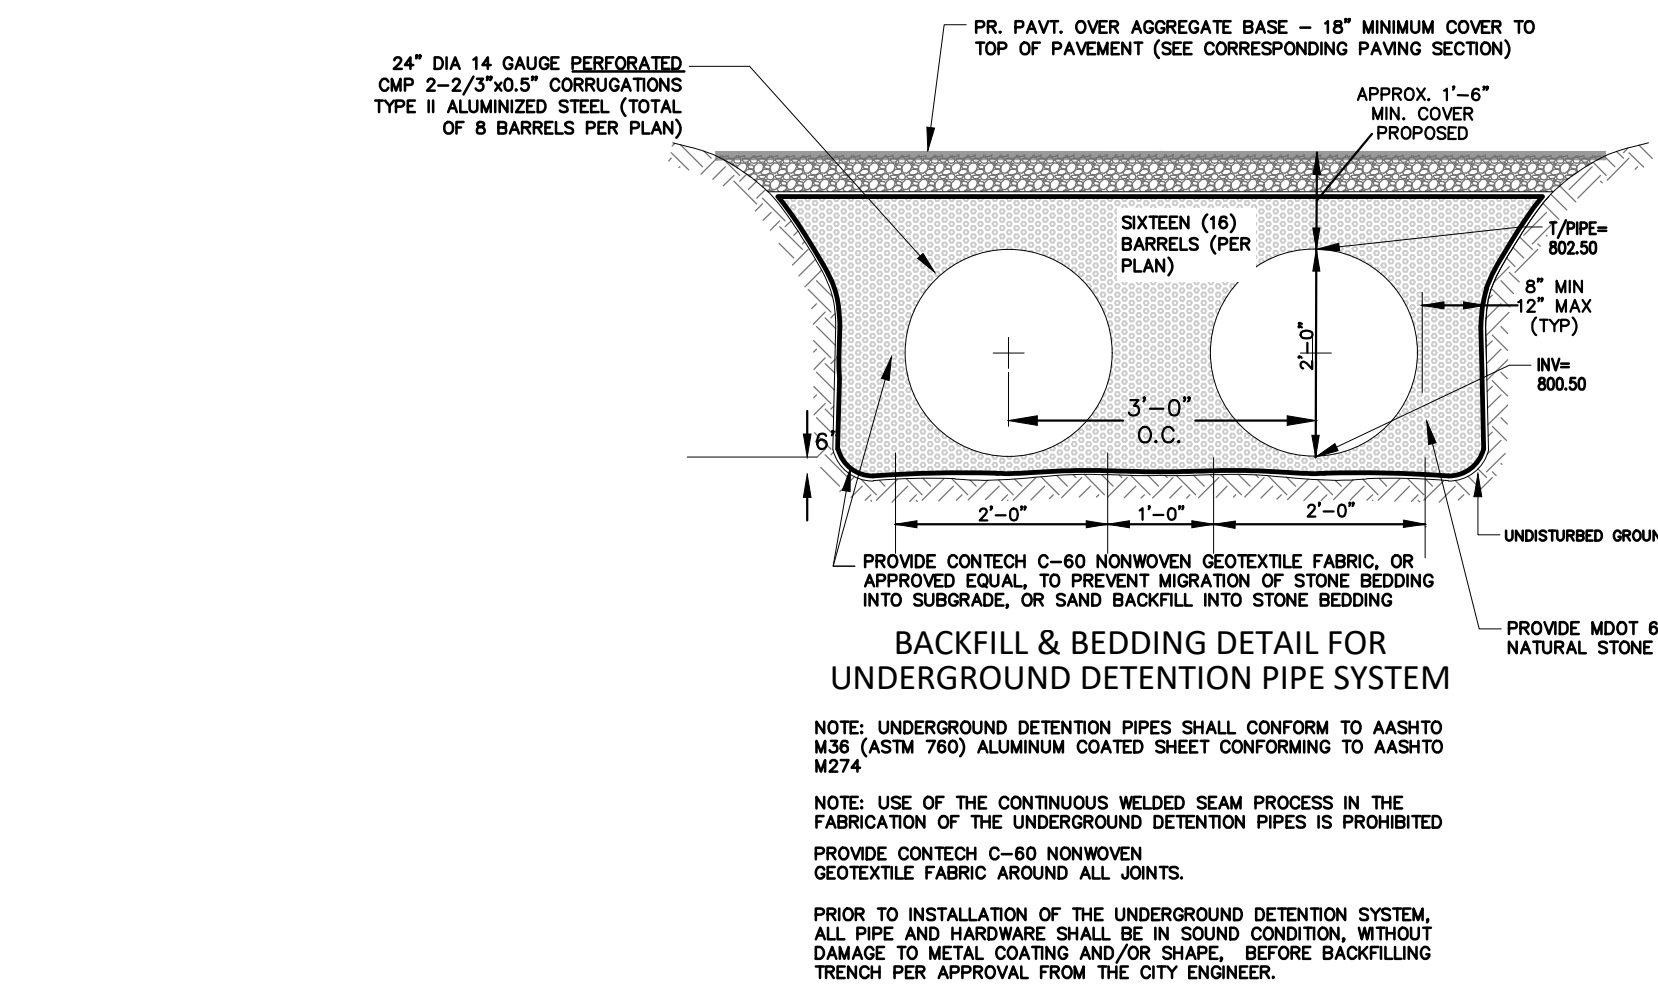 PR. PAVT. OVER AGGREGATE BASE – 18" MINIMUM COVER TO
TOP OF PAVEMENT (SEE CORRESPONDING PAVING SECTION)
24" DIA 14 GAUGE PERFORATED
CMP 2-2/3"x0.5" CORRUGATIONS
TYPE II ALUMINIZED STEEL (TOTAL
OF 8 BARRELS PER PLAN)
APPROX. 1'-6"
MIN. COVER
PROPOSED
SIXTEEN (16)
BARRELS (PER
PLAN)
T/PIPE=
802.50
8" MIN
12" MAX
(TYP)
2'-0"
INV=
800.50
3'-0"
O.C.
6"
2'-0"
1'-0"
2'-0"
UNDISTURBED GROUN
PROVIDE CONTECH C-60 NONWOVEN GEOTEXTILE FABRIC, OR
APPROVED EQUAL, TO PREVENT MIGRATION OF STONE BEDDING
INTO SUBGRADE, OR SAND BACKFILL INTO STONE BEDDING
PROVIDE MDOT 6
NATURAL STONE
BACKFILL & BEDDING DETAIL FOR
UNDERGROUND DETENTION PIPE SYSTEM
NOTE: UNDERGROUND DETENTION PIPES SHALL CONFORM TO AASHTO
M36 (ASTM 760) ALUMINUM COATED SHEET CONFORMING TO AASHTO
M274
NOTE: USE OF THE CONTINUOUS WELDED SEAM PROCESS IN THE
FABRICATION OF THE UNDERGROUND DETENTION PIPES IS PROHIBITED
PROVIDE CONTECH C-60 NONWOVEN
GEOTEXTILE FABRIC AROUND ALL JOINTS.
PRIOR TO INSTALLATION OF THE UNDERGROUND DETENTION SYSTEM,
ALL PIPE AND HARDWARE SHALL BE IN SOUND CONDITION, WITHOUT
DAMAGE TO METAL COATING AND/OR SHAPE, BEFORE BACKFILLING
TRENCH PER APPROVAL FROM THE CITY ENGINEER.